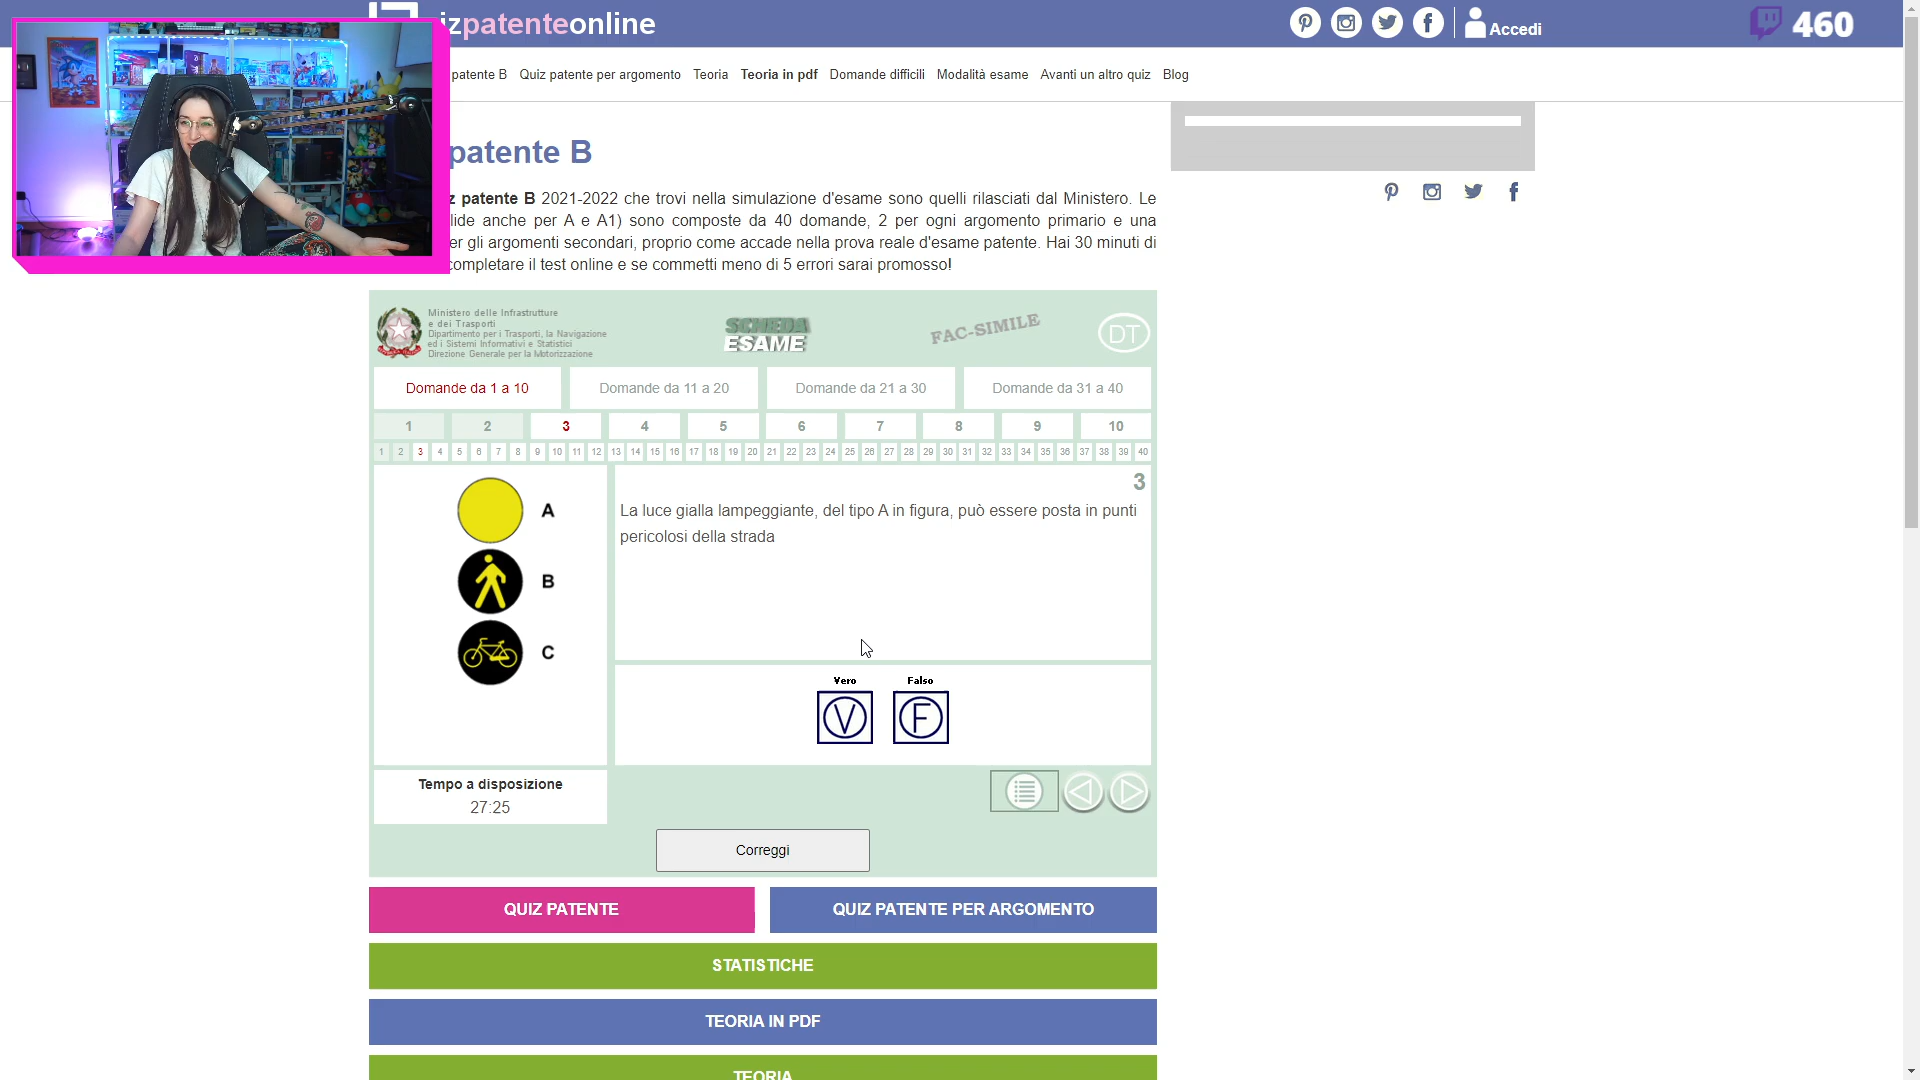 izpatenteonline
Accedi
460
patente B Quiz patente per argomento Teoria Teoria in pdf Domande difficili Modalità esame Avanti un altro quiz Blog
patente B
z patente B 2021-2022 che trovi nella simulazione d'esame sono quelli rilasciati dal Ministero. Le
lide anche per A e A1) sono composte da 40 domande, 2 per ogni argomento primario e una
er gli argomenti secondari, proprio come accade nella prova reale d'esame patente. Hai 30 minuti di
completare il test online e se commetti meno di 5 errori sarai promosso!
Ministero delle Infrastrutture
e dei Trasporti
Dipartimento per i Trasporti, la Navigazione
ed i Sistemi Informativi e Statistici
Direzione Generale per la Motorizzazione
SCHEDA
ESAME
FAC-SIMILE
DT
Domande da 1 a 10 Domande da 11 a 20 Domande da 21 a 30 Domande da 31 a 40
1 2 3 4 5 6 7 8 9 10
1 2 3 4 5 6 7 8 9 10 11 12 13 14 15 16 17 18 19 20 21 22 23 24 25 26 27 28 29 30 31 32 33 34 35 36 37 38 39 40
3
A
B
C
La luce gialla lampeggiante, del tipo A in figura, può essere posta in punti
pericolosi della strada
Vero Falso
V F
Tempo a disposizione
27:25
Correggi
QUIZ PATENTE QUIZ PATENTE PER ARGOMENTO
STATISTICHE
TEORIA IN PDF
TEORIA